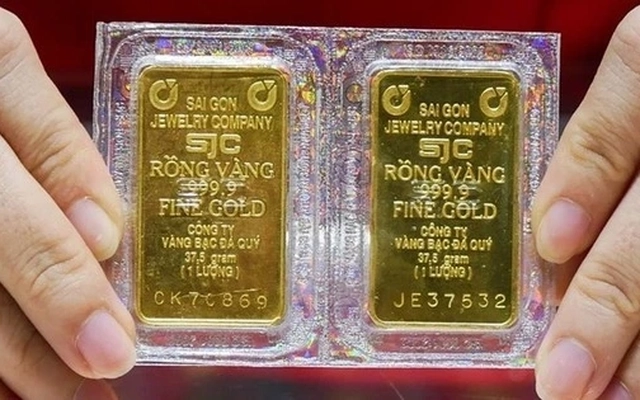 SAI GON
JEWELRY COMPANY
SJC
RỒNG VÀNG
999.9
FINE GOLD
CÔNG TY
VÀNG BẠC ĐÁ QUÝ
37,5 gram
(1 LƯỢNG)
CK70869
SAI GON
JEWELRY COMPANY
SJC
RỒNG VÀNG
999.9
FINE GOLD
CÔNG TY
VÀNG BẠC ĐÁ QUÝ
37,5 gram
(1 LƯỢNG)
JE37532